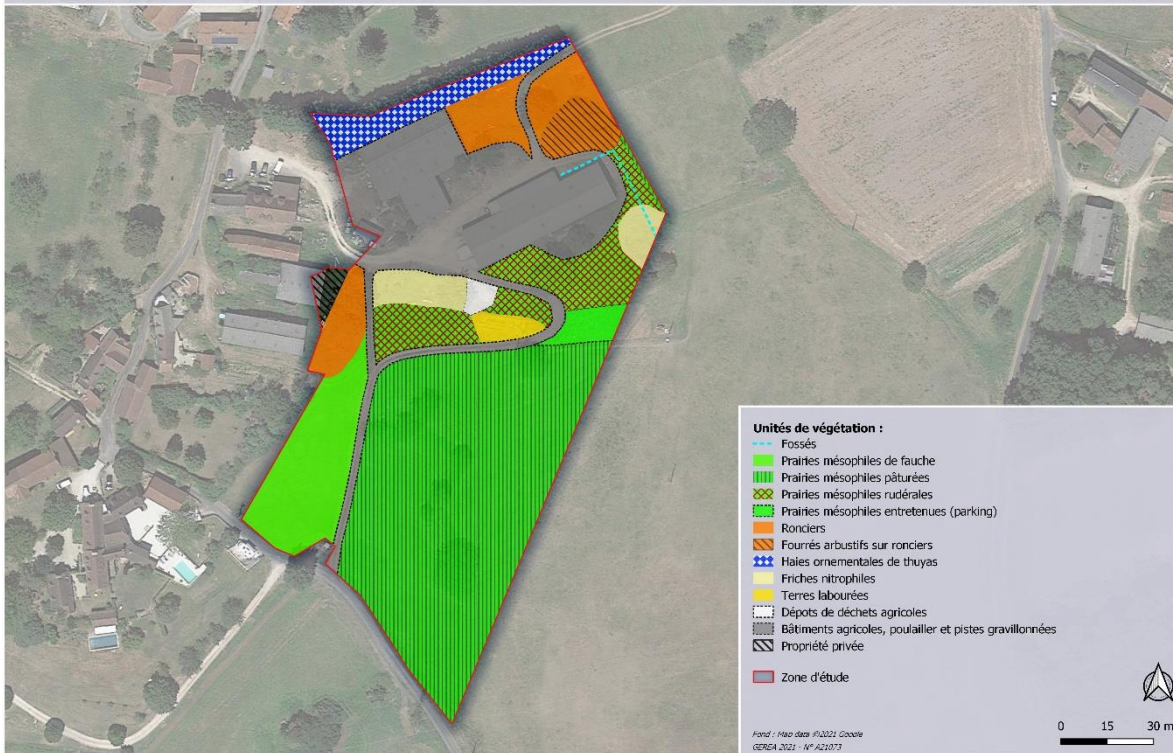 Unités de végétation :
Fossés
Prairies mésophiles de fauche
Prairies mésophiles pâturées
Prairies mésophiles rudérales
Prairies mésophiles entretenues (parking)
Ronciers
Fourrés arbustifs sur ronciers
Haies ornementales de thuyas
Friches nitrophiles
Terres labourées
Dépots de déchets agricoles
Bâtiments agricoles, poulailler et pistes gravillonnées
Propriété privée
Zone d'étude
Fond : Map data ©2021 Google
GEREA 2021 - N° A21073
0 15 30 m